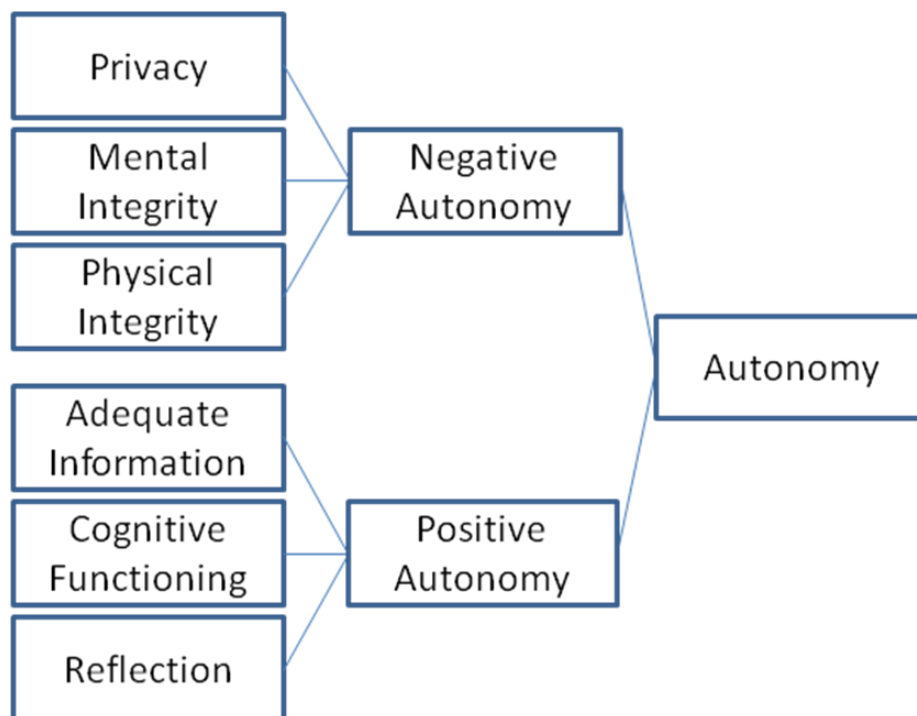 Privacy
Mental
Integrity
Physical
Integrity
Negative
Autonomy
Adequate
Information
Cognitive
Functioning
Reflection
Positive
Autonomy
Autonomy